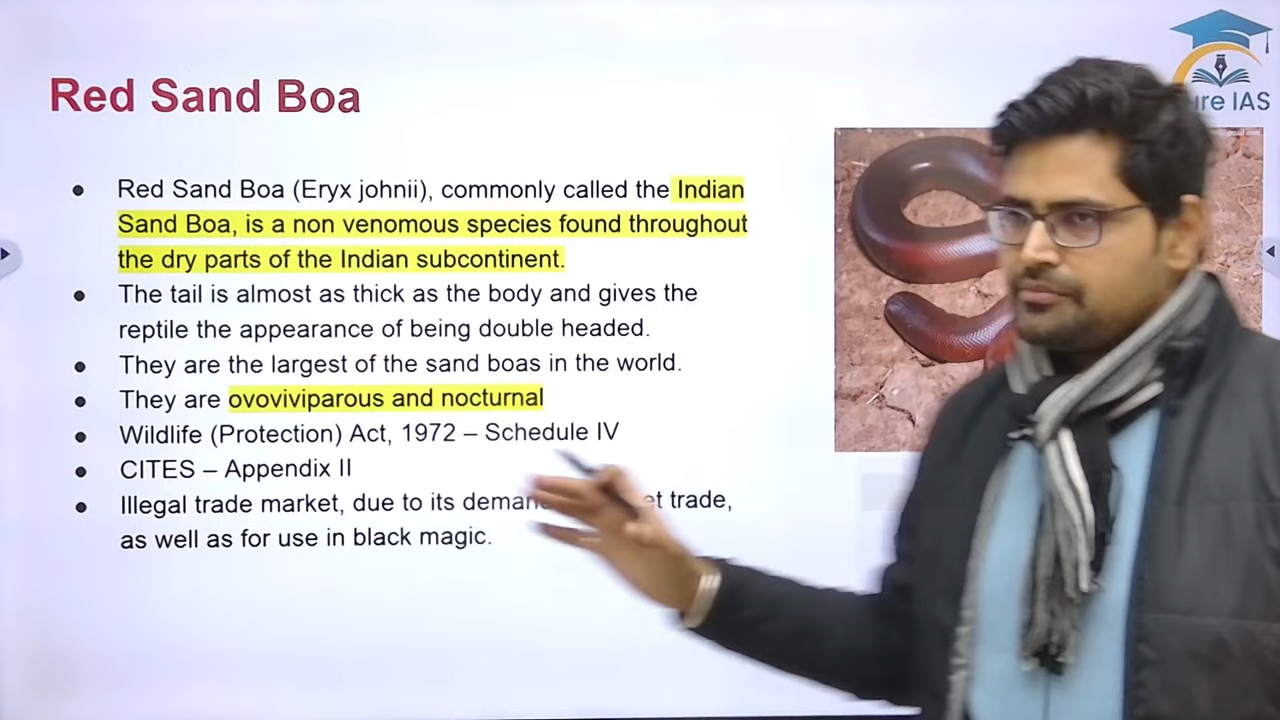 ure IAS
Red Sand Boa
● Red Sand Boa (Eryx johnii), commonly called the Indian
Sand Boa, is a non venomous species found throughout
the dry parts of the Indian subcontinent.
● The tail is almost as thick as the body and gives the
reptile the appearance of being double headed.
● They are the largest of the sand boas in the world.
● They are ovoviviparous and nocturnal
● Wildlife (Protection) Act, 1972 – Schedule IV
● CITES – Appendix II
● Illegal trade market, due to its deman et trade,
as well as for use in black magic.